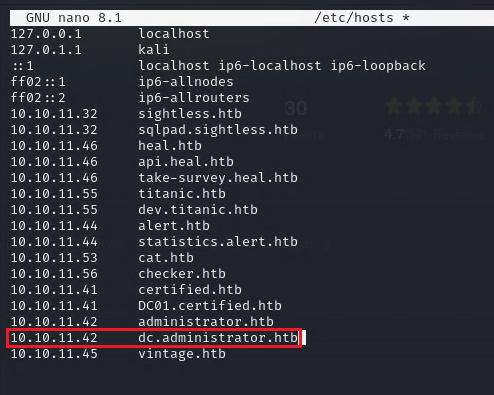 GNU nano 8.1 /etc/hosts *
127.0.0.1 localhost
127.0.1.1 kali
::1 localhost ip6-localhost ip6-loopback
ff02::1 ip6-allnodes
ff02::2 ip6-allrouters
10.10.11.32 sightless.htb
10.10.11.32 sqlpad.sightless.htb
10.10.11.46 heal.htb
10.10.11.46 api.heal.htb
10.10.11.46 take-survey.heal.htb
10.10.11.55 titanic.htb
10.10.11.55 dev.titanic.htb
10.10.11.44 alert.htb
10.10.11.44 statistics.alert.htb
10.10.11.53 cat.htb
10.10.11.56 checker.htb
10.10.11.41 certified.htb
10.10.11.41 DC01.certified.htb
10.10.11.42 administrator.htb
10.10.11.42 dc.administrator.htb
10.10.11.45 vintage.htb
30
4.7